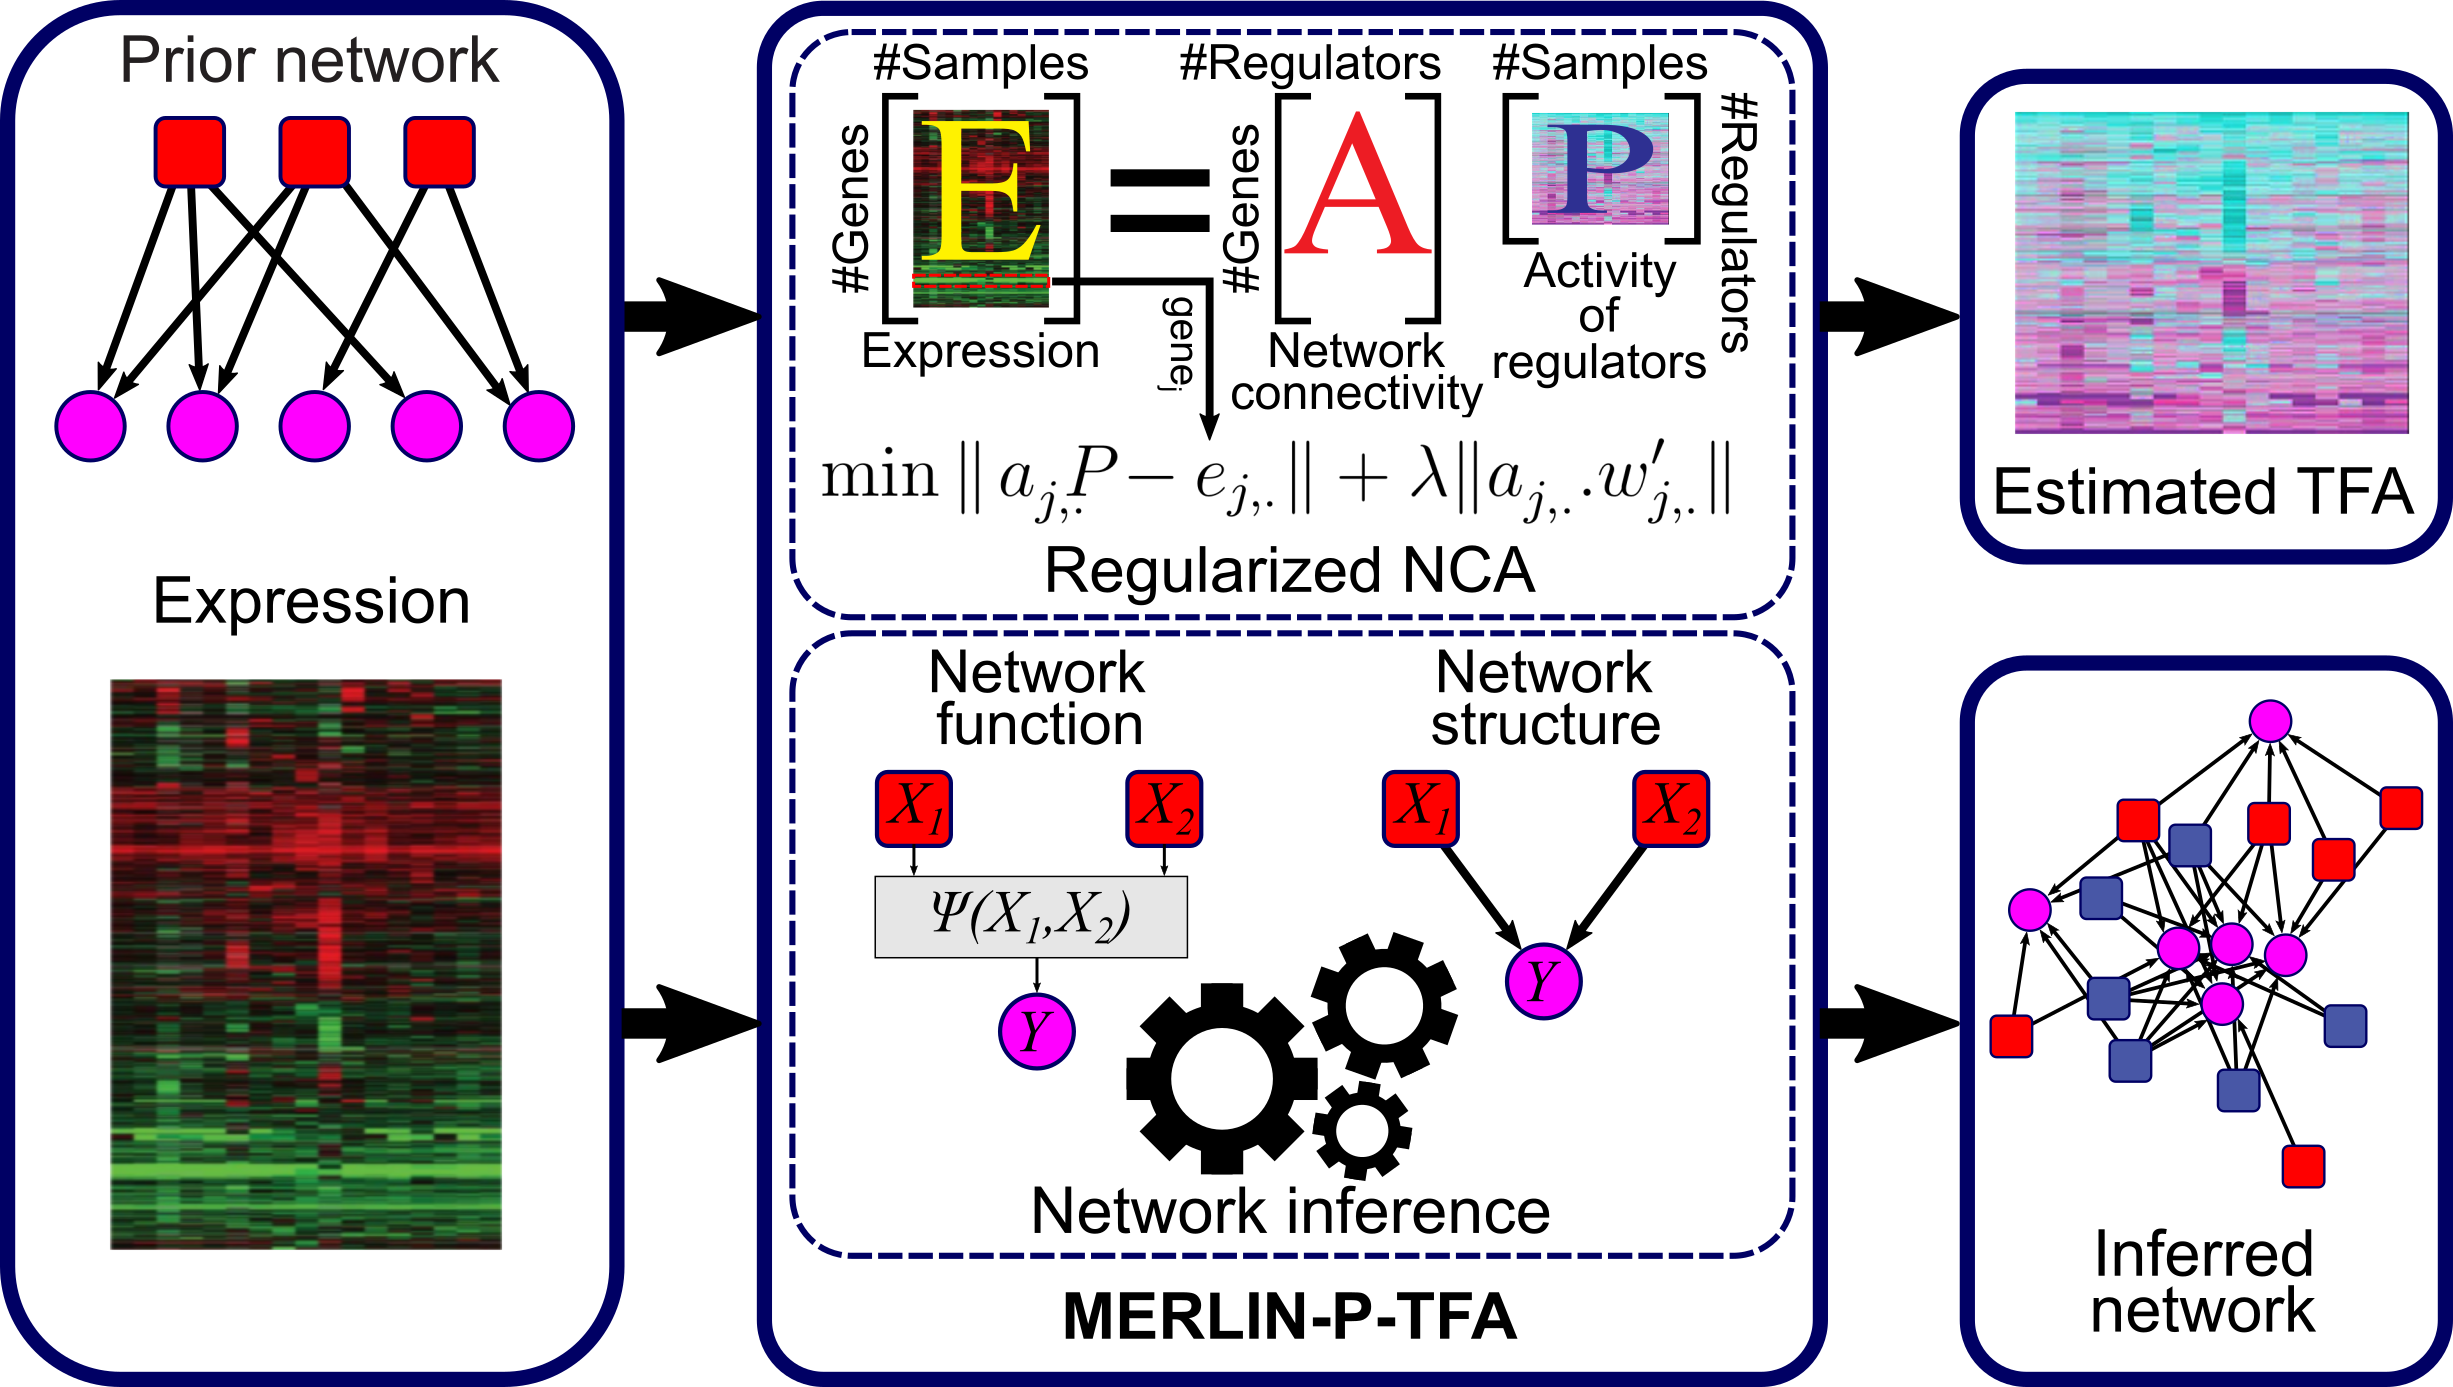 Prior network
Expression
#Samples
#Genes
E
Expression
=
#Regulators
#Genes
A
Network
connectivity
#Samples
P
#Regulators
Activity
of
regulators
gene_j
min ‖ a_{j,.} P − e_{j,.} ‖ + λ‖ a_{j,.} . w′_{j,.} ‖
Regularized NCA
Network
function
X_1
X_2
Ψ(X_1,X_2)
Y
Network
structure
X_1
X_2
Y
Network inference
MERLIN-P-TFA
Estimated TFA
Inferred
network